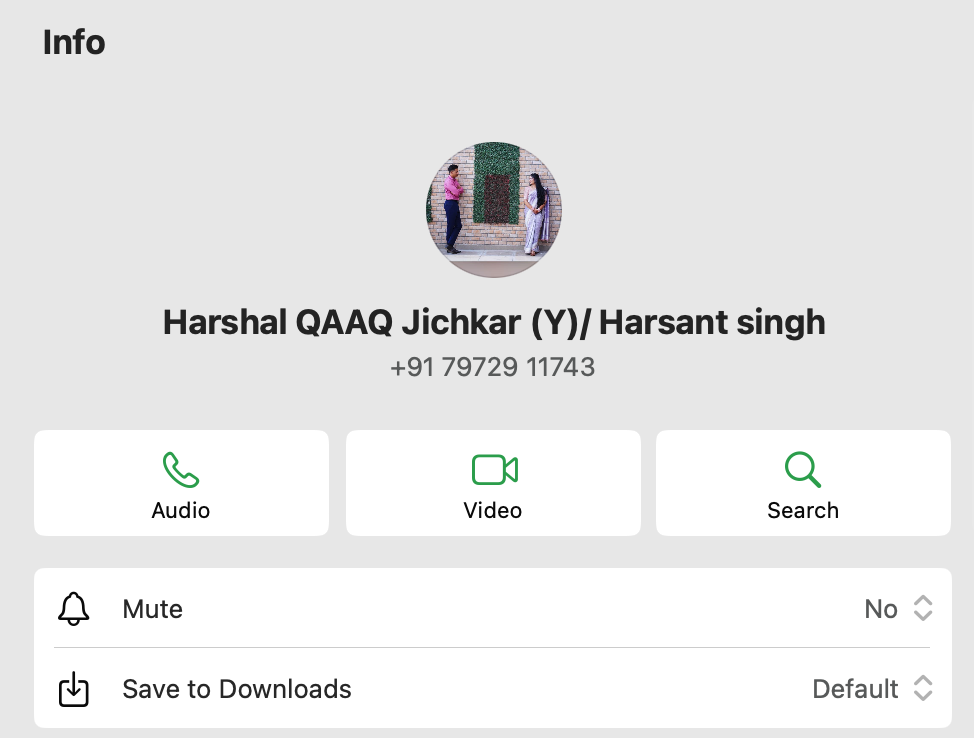 Info
Harshal QAAQ Jichkar (Y)/ Harsant singh
+91 79729 11743
Audio
Video
Search
Mute No
Save to Downloads Default